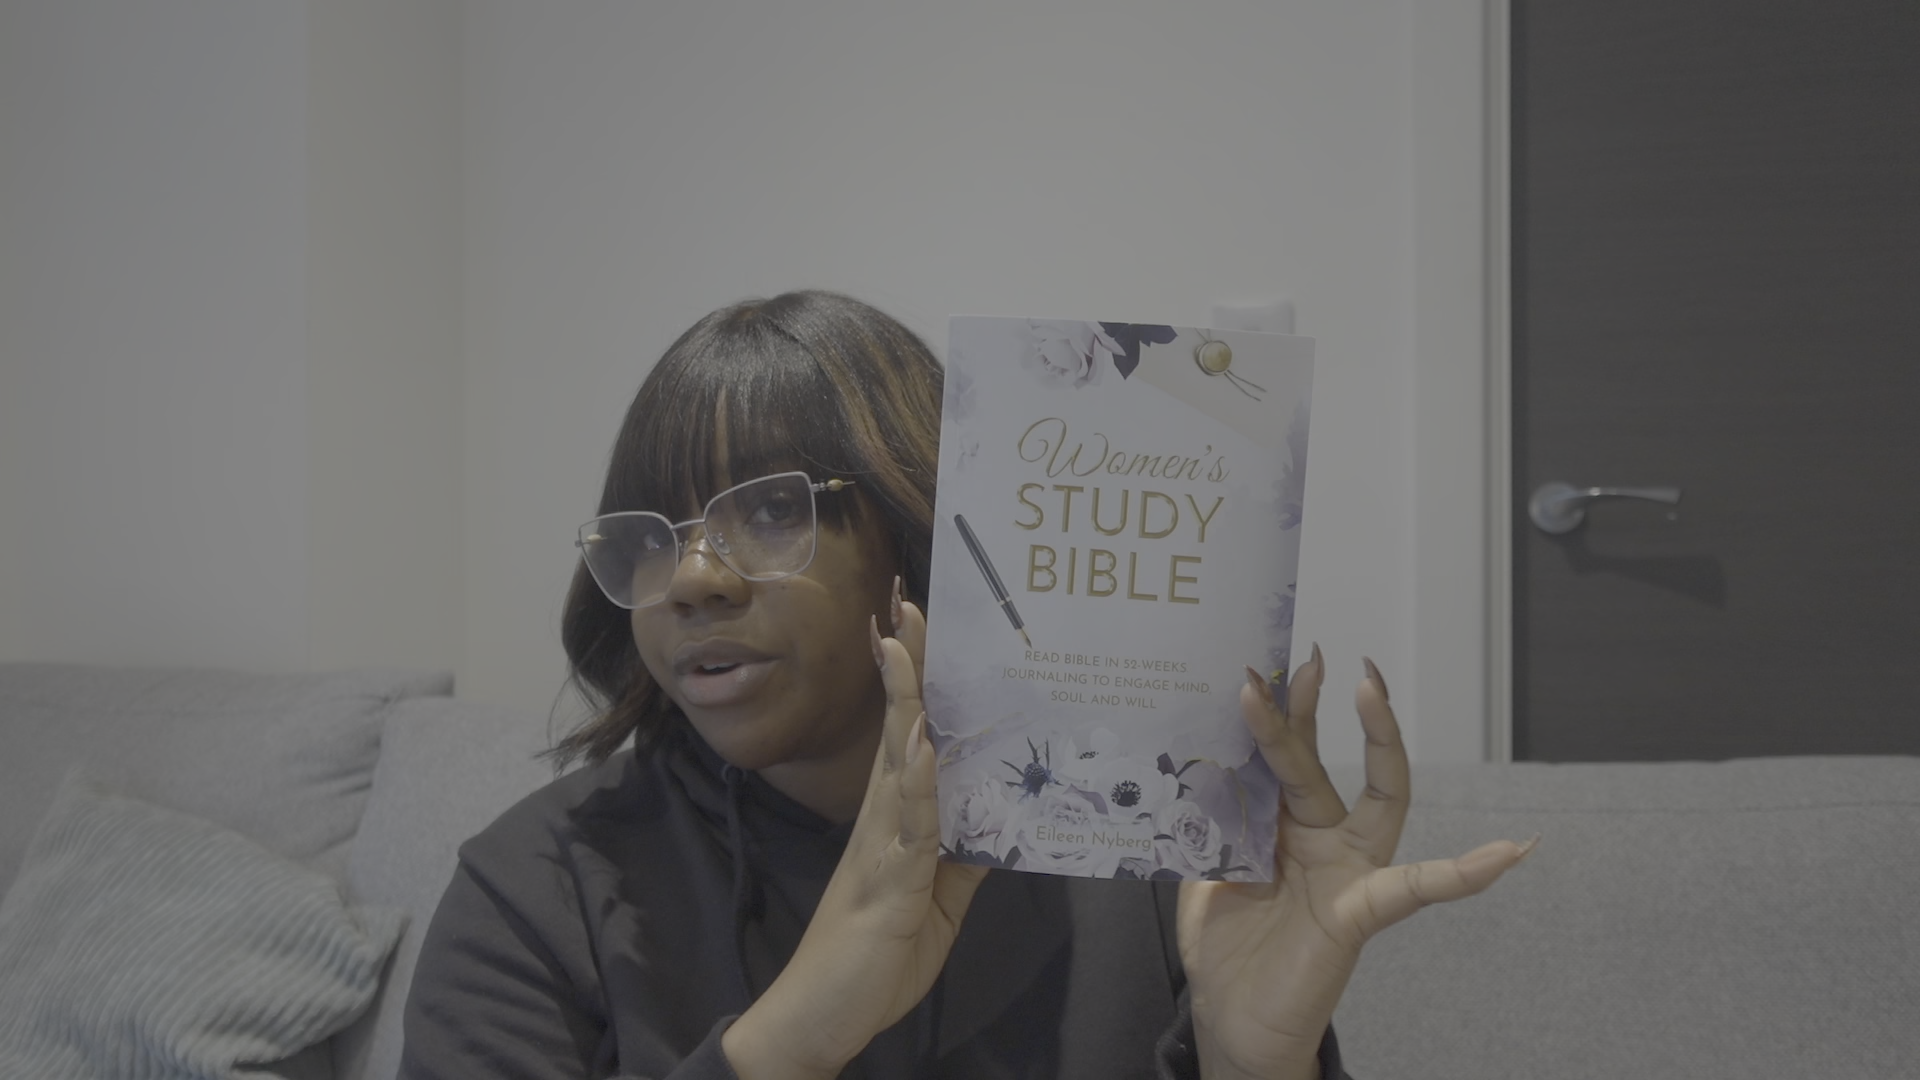 Women's
STUDY
BIBLE
READ BIBLE IN 52-WEEKS
JOURNALING TO ENGAGE MIND,
SOUL AND WILL
Eileen Nyberg